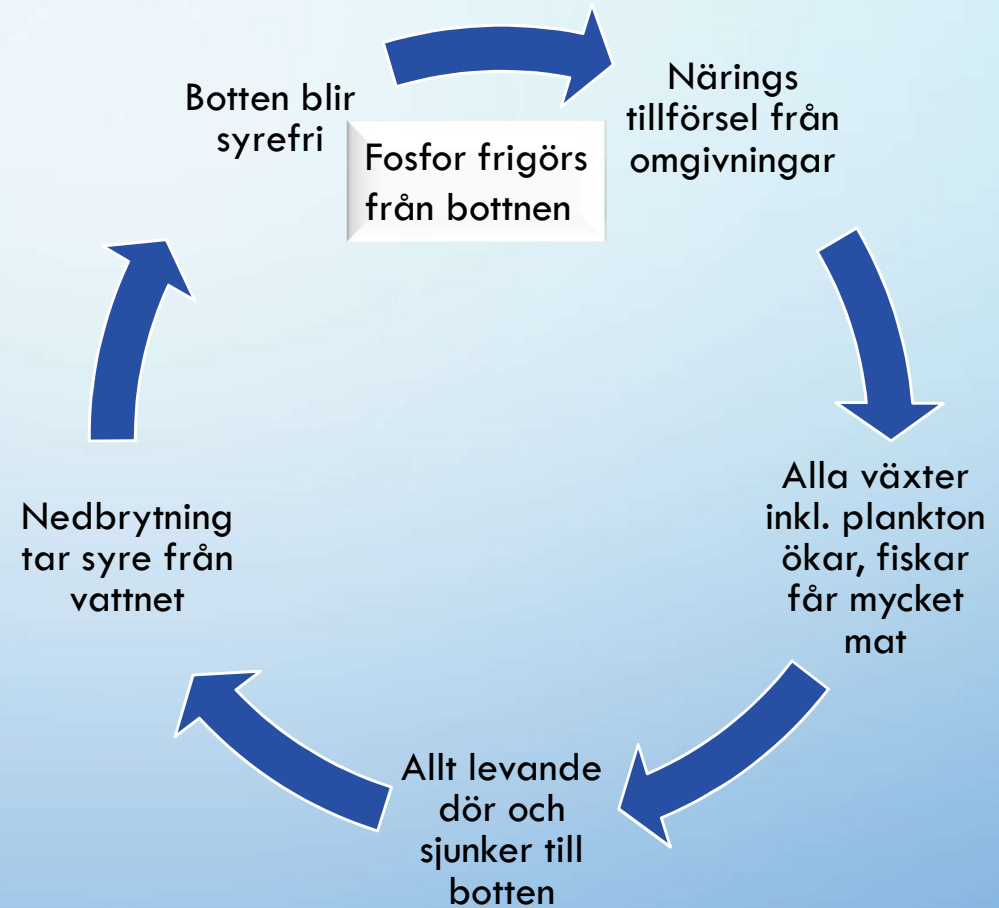 Botten blir
syrefri
Fosfor frigörs
från bottnen
Närings
tillförsel från
omgivningar
Alla växter
inkl. plankton
ökar, fiskar
får mycket
mat
Allt levande
dör och
sjunker till
botten
Nedbrytning
tar syre från
vattnet